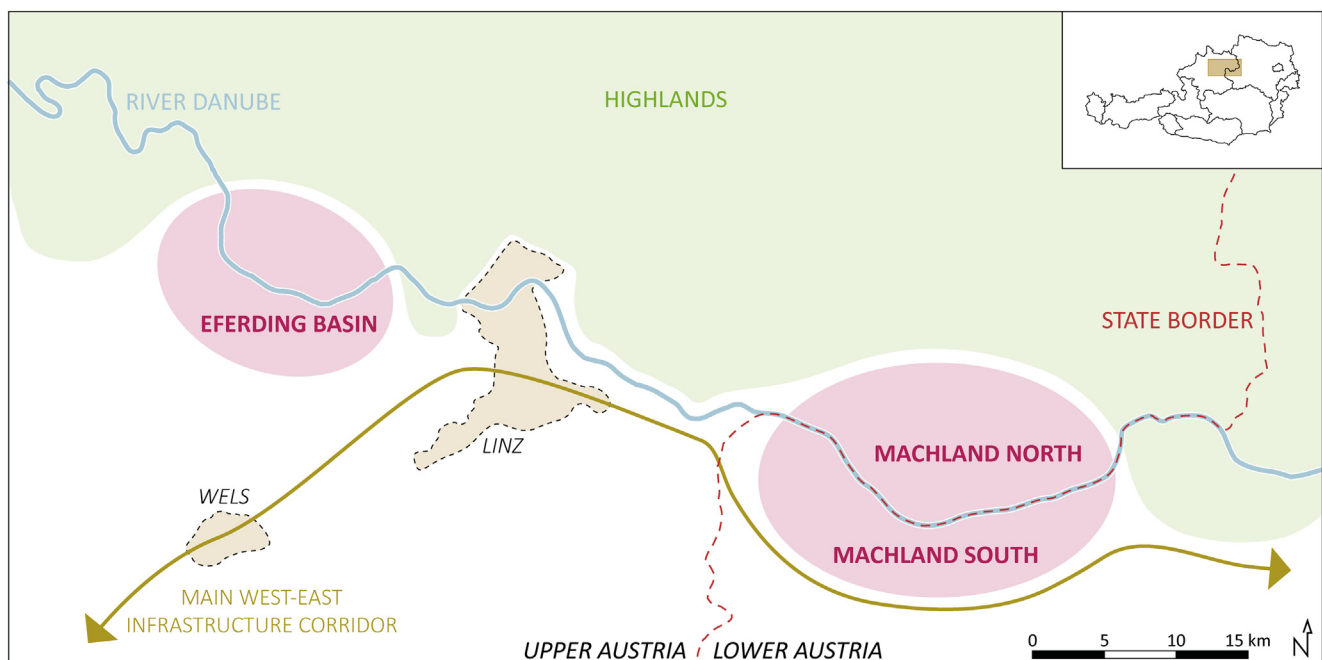 RIVER DANUBE
HIGHLANDS
EFERDING BASIN
STATE BORDER
LINZ
MACHLAND NORTH
WELS
MACHLAND SOUTH
MAIN WEST-EAST
INFRASTRUCTURE CORRIDOR
UPPER AUSTRIA
LOWER AUSTRIA
0 5 10 15 km
N